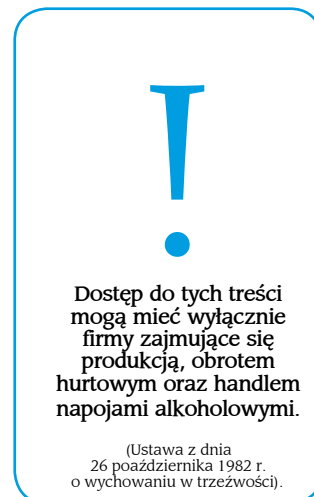 !
Dostęp do tych treści
mogą mieć wyłącznie
firmy zajmujące się
produkcją, obrotem
hurtowym oraz handlem
napojami alkoholowymi.
(Ustawa z dnia
26 poaździernika 1982 r.
o wychowaniu w trzeźwości).